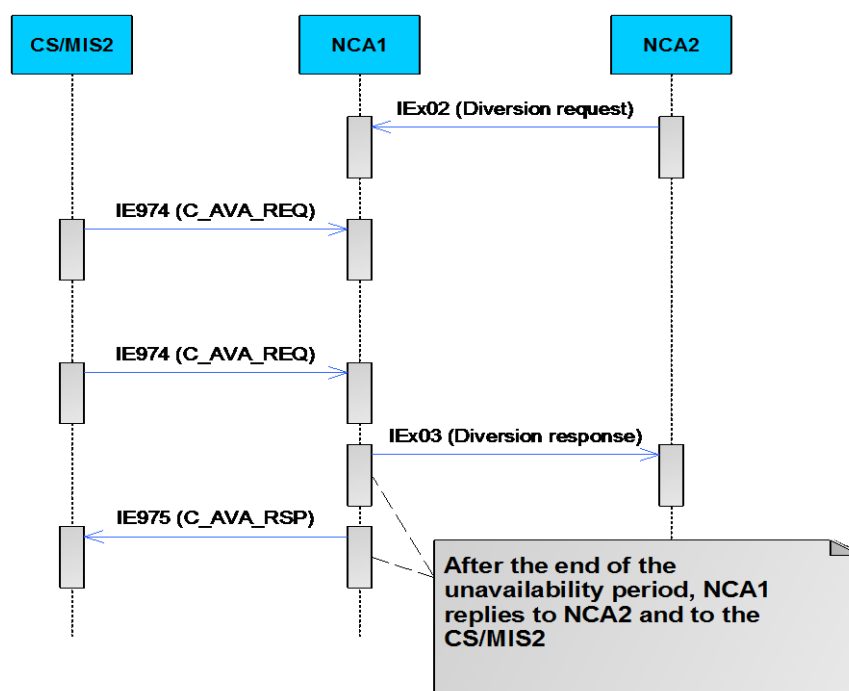 CS/MIS2
NCA1
NCA2
IEx02 (Diversion request)
IE974 (C_AVA_REQ)
IE974 (C_AVA_REQ)
IEx03 (Diversion response)
IE975 (C_AVA_RSP)
After the end of the
unavailability period, NCA1
replies to NCA2 and to the
CS/MIS2